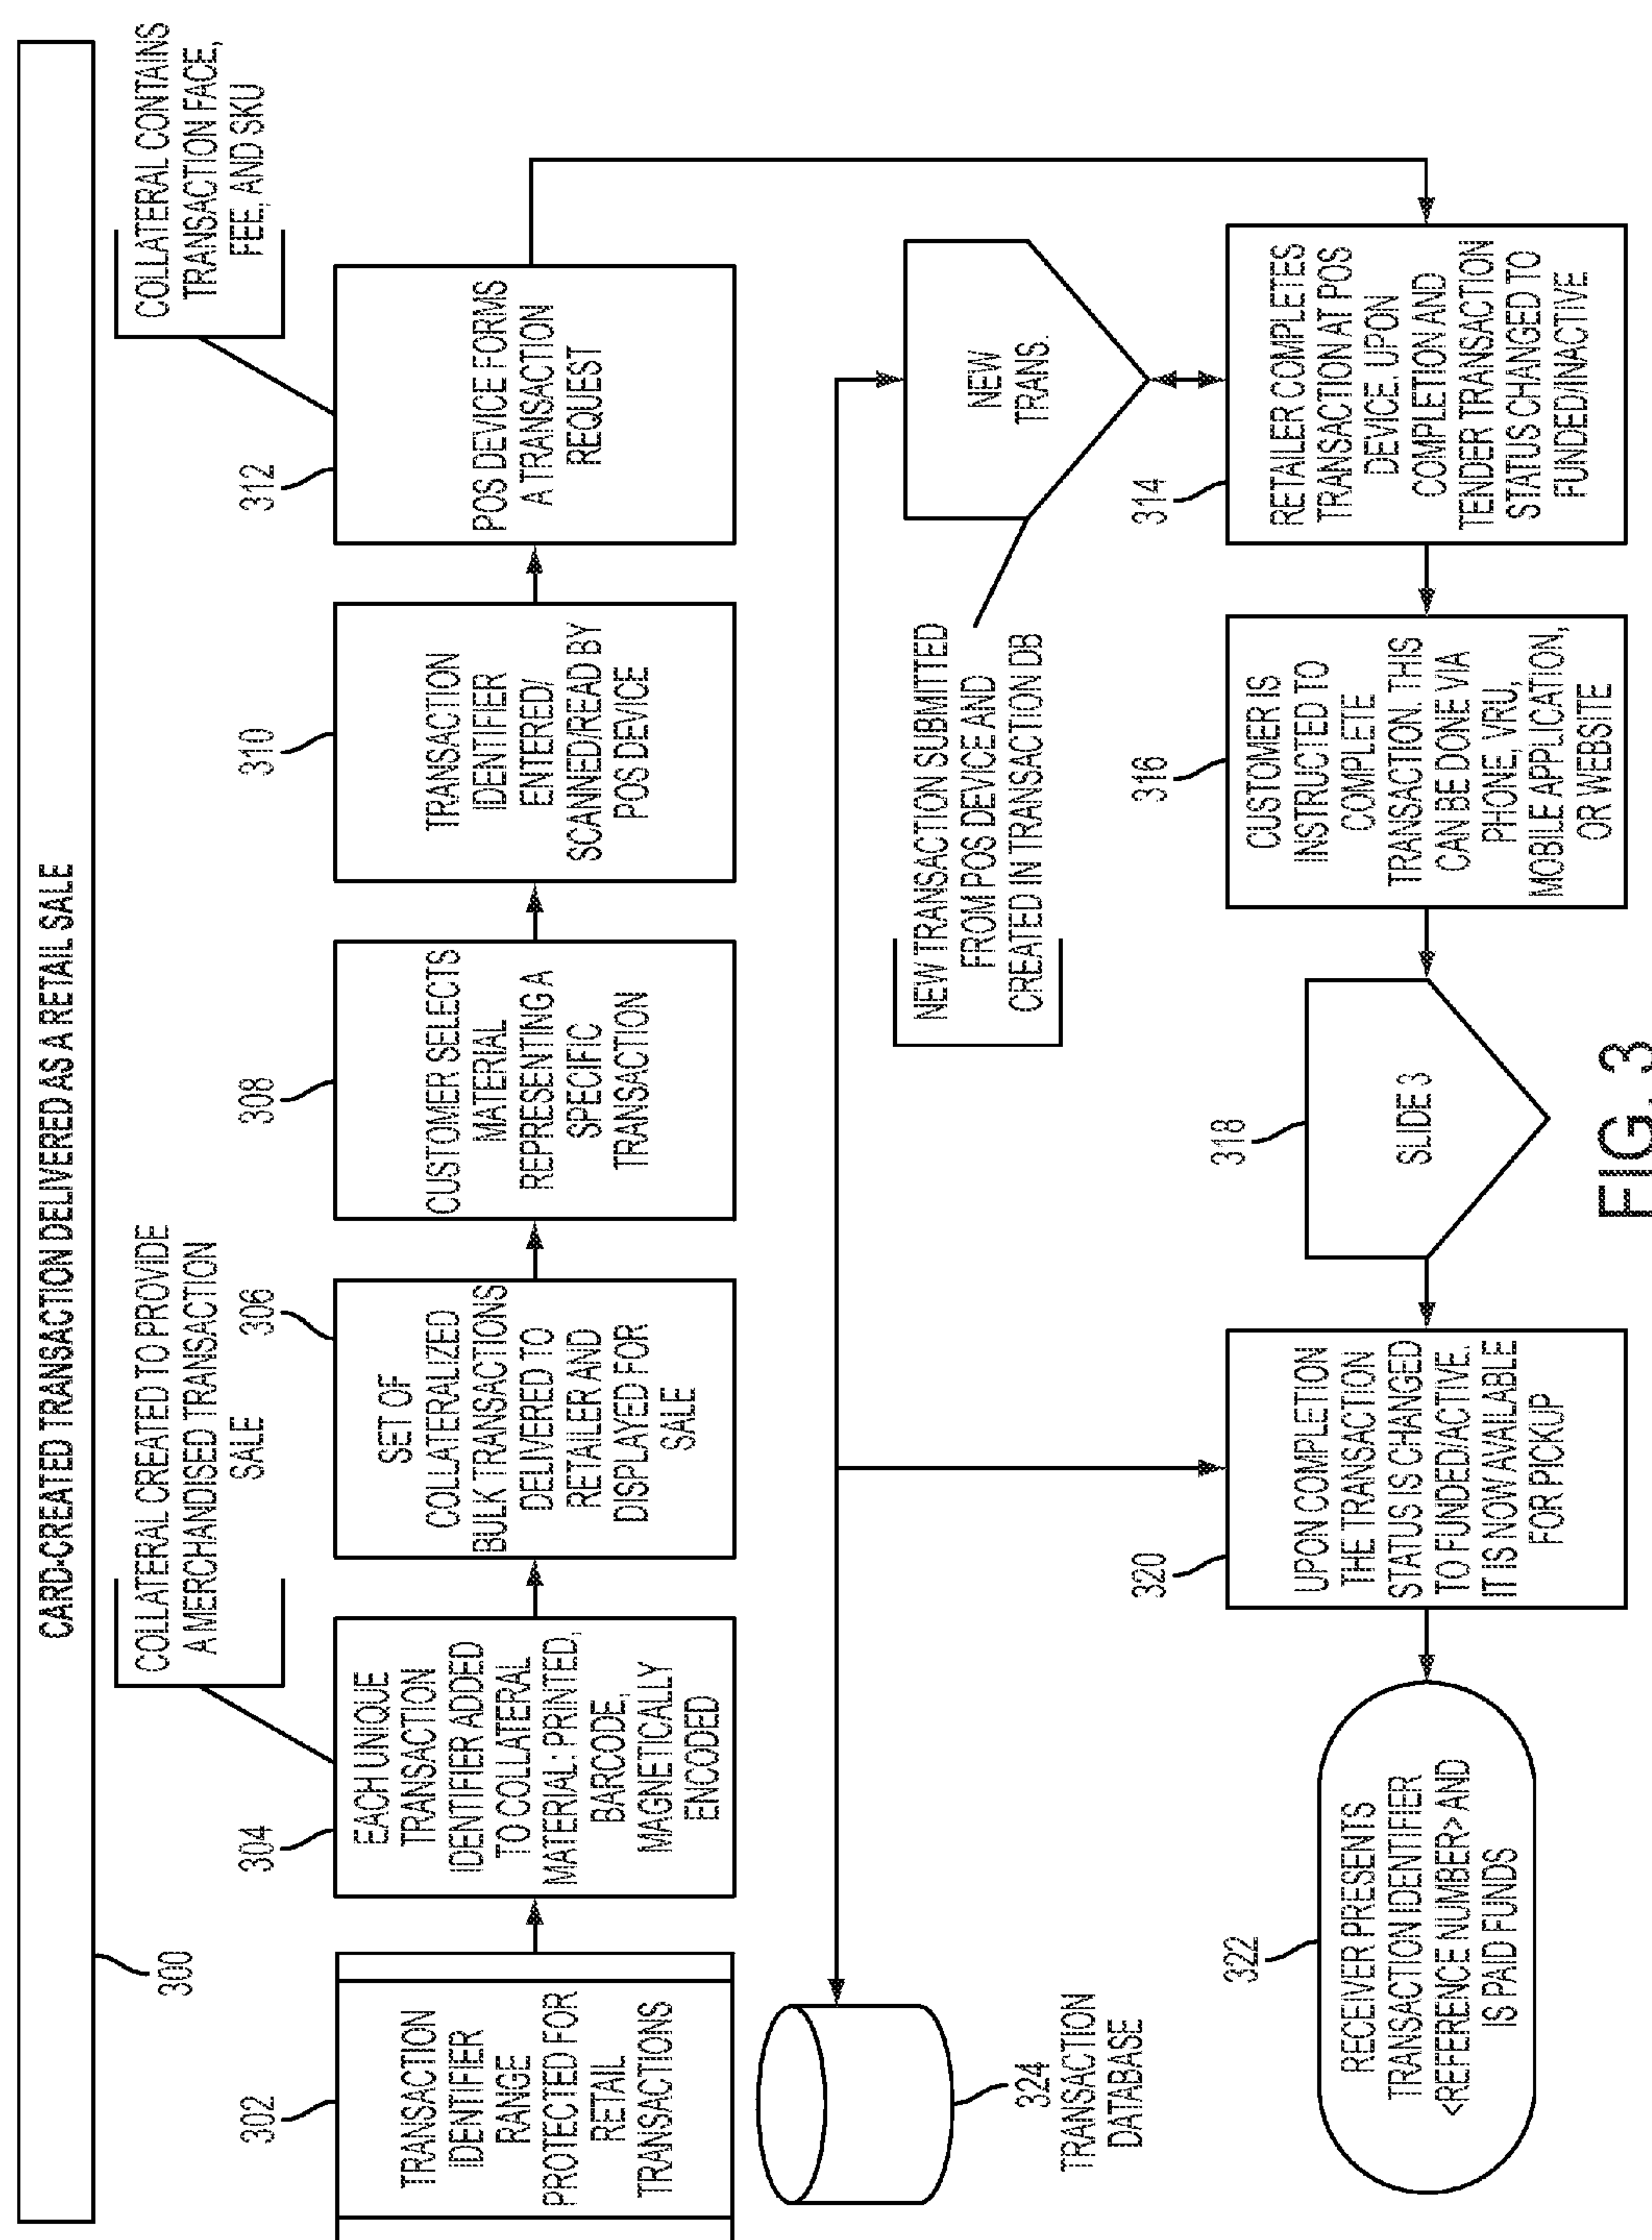 CARD-CREATED TRANSACTION DELIVERED AS A RETAIL SALE
300
COLLATERAL CREATED TO PROVIDE
A MERCHANDISED TRANSACTION
SALE
COLLATERAL CONTAINS
TRANSACTION FACE,
FEE, AND SKU
302
TRANSACTION
IDENTIFIER
RANGE
PROTECTED FOR
RETAIL
TRANSACTIONS
304
EACH UNIQUE
TRANSACTION
IDENTIFIER ADDED
TO COLLATERAL
MATERIAL: PRINTED,
BARCODE,
MAGNETICALLY
ENCODED
306
SET OF
COLLATERALIZED
BULK TRANSACTIONS
DELIVERED TO
RETAILER AND
DISPLAYED FOR
SALE
308
CUSTOMER SELECTS
MATERIAL
REPRESENTING A
SPECIFIC
TRANSACTION
310
TRANSACTION
IDENTIFIER
ENTERED/
SCANNED/READ BY
POS DEVICE
312
POS DEVICE FORMS
A TRANSACTION
REQUEST
324
TRANSACTION
DATABASE
NEW TRANSACTION SUBMITTED
FROM POS DEVICE AND
CREATED IN TRANSACTION DB
NEW
TRANS.
322
RECEIVER PRESENTS
TRANSACTION IDENTIFIER
<REFERENCE NUMBER> AND
IS PAID FUNDS
320
UPON COMPLETION
THE TRANSACTION
STATUS IS CHANGED
TO FUNDED/ACTIVE.
IT IS NOW AVAILABLE
FOR PICKUP
318
SLIDE 3
316
CUSTOMER IS
INSTRUCTED TO
COMPLETE
TRANSACTION. THIS
CAN BE DONE VIA
PHONE, VRU,
MOBILE APPLICATION,
OR WEBSITE
314
RETAILER COMPLETES
TRANSACTION AT POS
DEVICE. UPON
COMPLETION AND
TENDER TRANSACTION
STATUS CHANGED TO
FUNDED/INACTIVE
FIG. 3